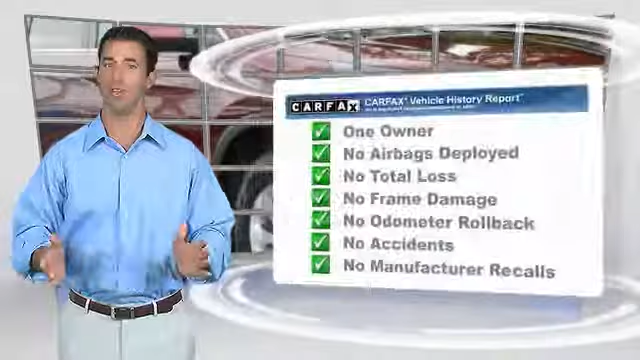 CARFAX CARFAX Vehicle History Report™
One Owner
No Airbags Deployed
No Total Loss
No Frame Damage
No Odometer Rollback
No Accidents
No Manufacturer Recalls